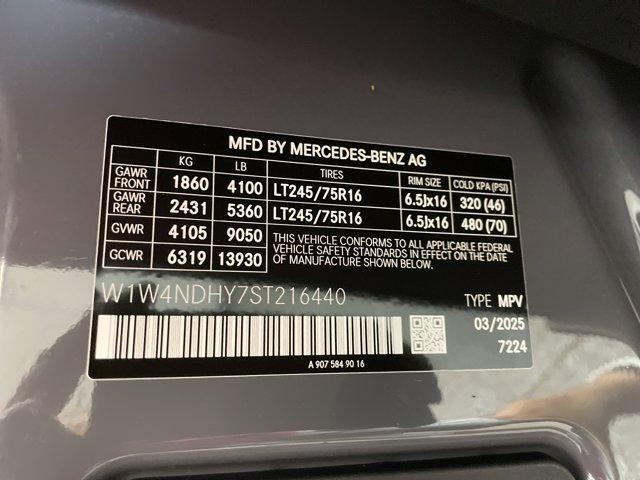 MFD BY MERCEDES-BENZ AG
KG LB TIRES RIM SIZE COLD KPA (PSI)
GAWR FRONT 1860 4100 LT245/75R16 6.5Jx16 320 (46)
GAWR REAR 2431 5360 LT245/75R16 6.5Jx16 480 (70)
GVWR 4105 9050
GCWR 6319 13930
THIS VEHICLE CONFORMS TO ALL APPLICABLE FEDERAL
VEHICLE SAFETY STANDARDS IN EFFECT ON THE DATE
OF MANUFACTURE SHOWN BELOW.
W1W4NDHY7ST216440
TYPE MPV
03/2025
7224
A 907 584 90 16